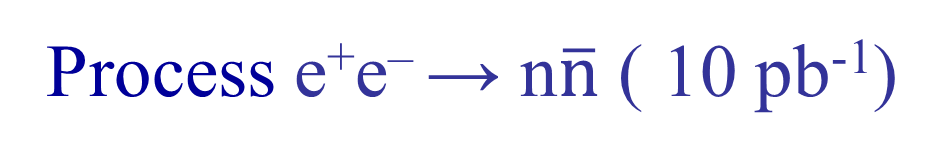 Process e⁺e⁻ → nn̅ ( 10 pb⁻¹)